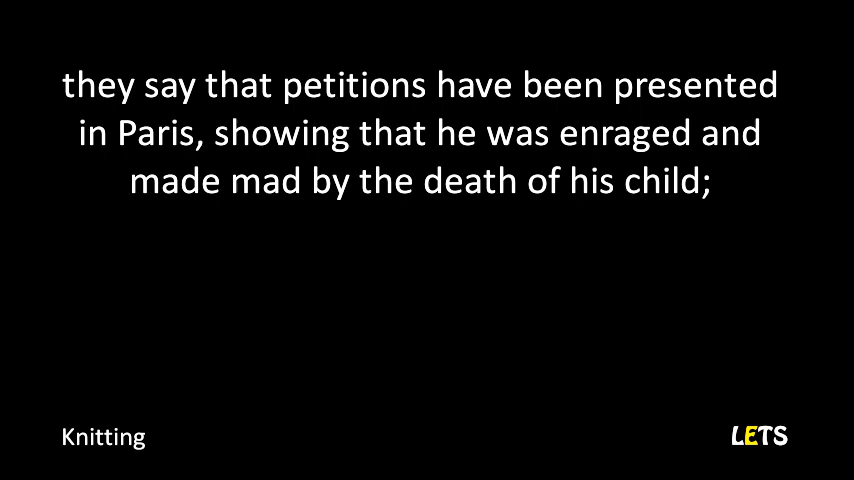 they say that petitions have been presented
in Paris, showing that he was enraged and
made mad by the death of his child;
Knitting
LETS